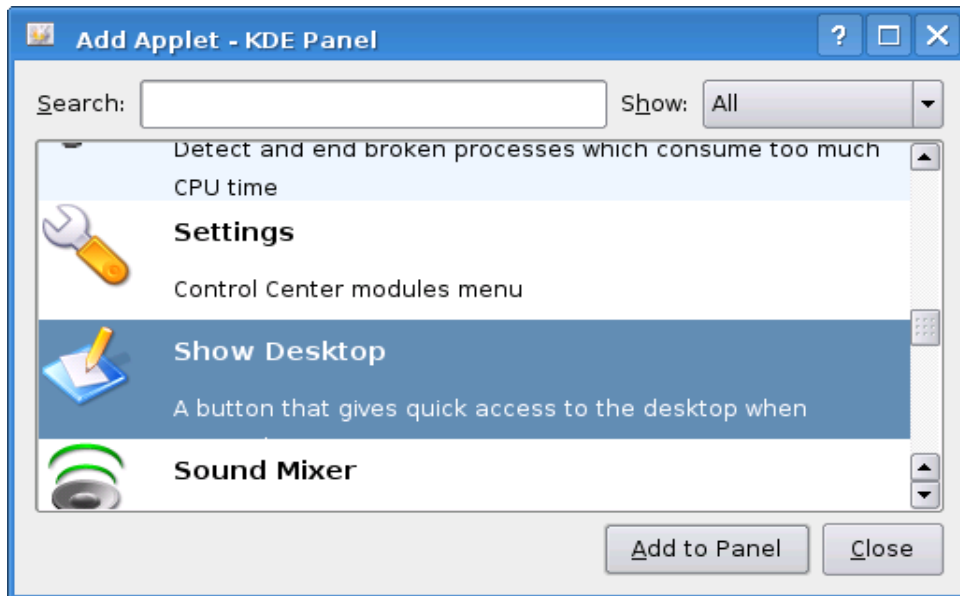 Add Applet - KDE Panel
?
Search: Show: All
Detect and end broken processes which consume too much
CPU time
Settings
Control Center modules menu
Show Desktop
A button that gives quick access to the desktop when
Sound Mixer
Add to Panel Close